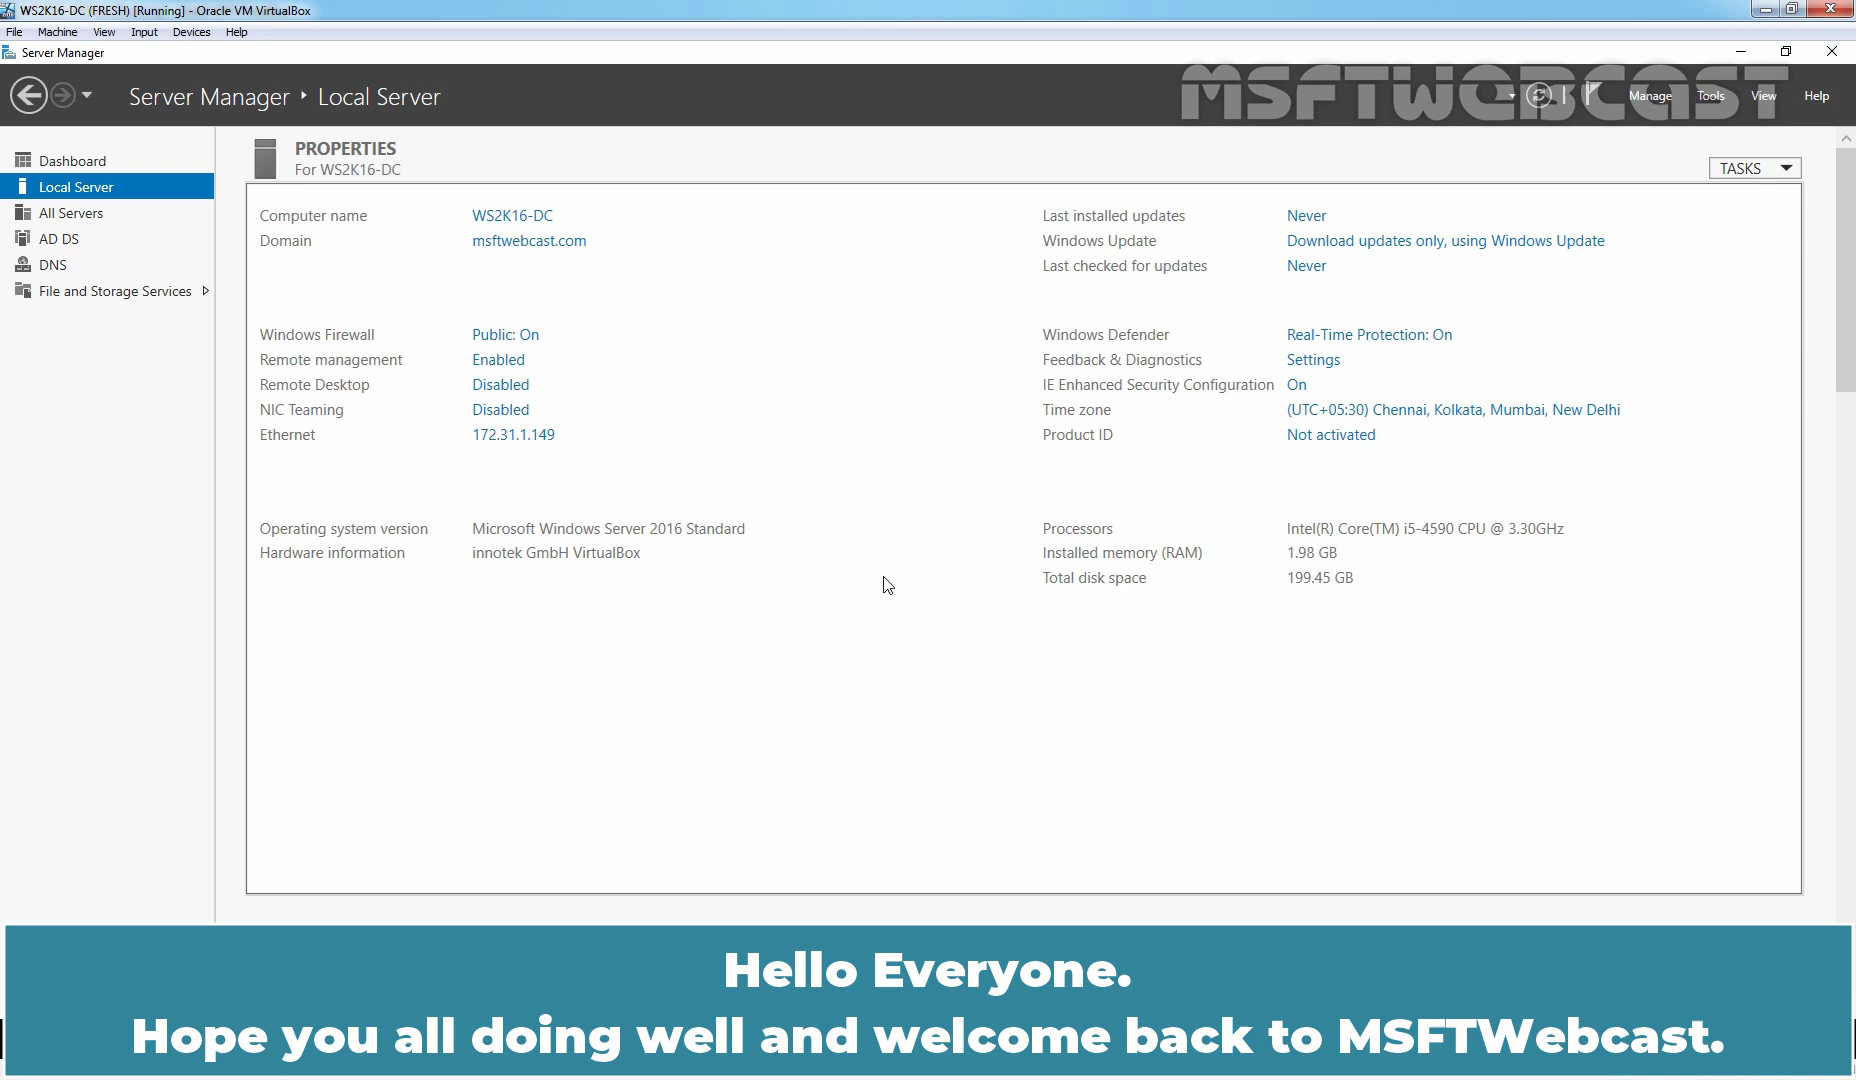 WS2K16-DC (FRESH) [Running] - Oracle VM VirtualBox
File Machine View Input Devices Help
Server Manager
Server Manager Local Server
MSFTWEBCAST
Manage Tools View Help
Dashboard
Local Server
All Servers
AD DS
DNS
File and Storage Services
PROPERTIES
For WS2K16-DC
TASKS
Computer name WS2K16-DC
Domain msftwebcast.com
Last installed updates Never
Windows Update Download updates only, using Windows Update
Last checked for updates Never
Windows Firewall Public: On
Remote management Enabled
Remote Desktop Disabled
NIC Teaming Disabled
Ethernet 172.31.1.149
Windows Defender Real-Time Protection: On
Feedback & Diagnostics Settings
IE Enhanced Security Configuration On
Time zone (UTC+05:30) Chennai, Kolkata, Mumbai, New Delhi
Product ID Not activated
Operating system version Microsoft Windows Server 2016 Standard
Hardware information innotek GmbH VirtualBox
Processors Intel(R) Core(TM) i5-4590 CPU @ 3.30GHz
Installed memory (RAM) 1.98 GB
Total disk space 199.45 GB
Hello Everyone.
Hope you all doing well and welcome back to MSFTWebcast.